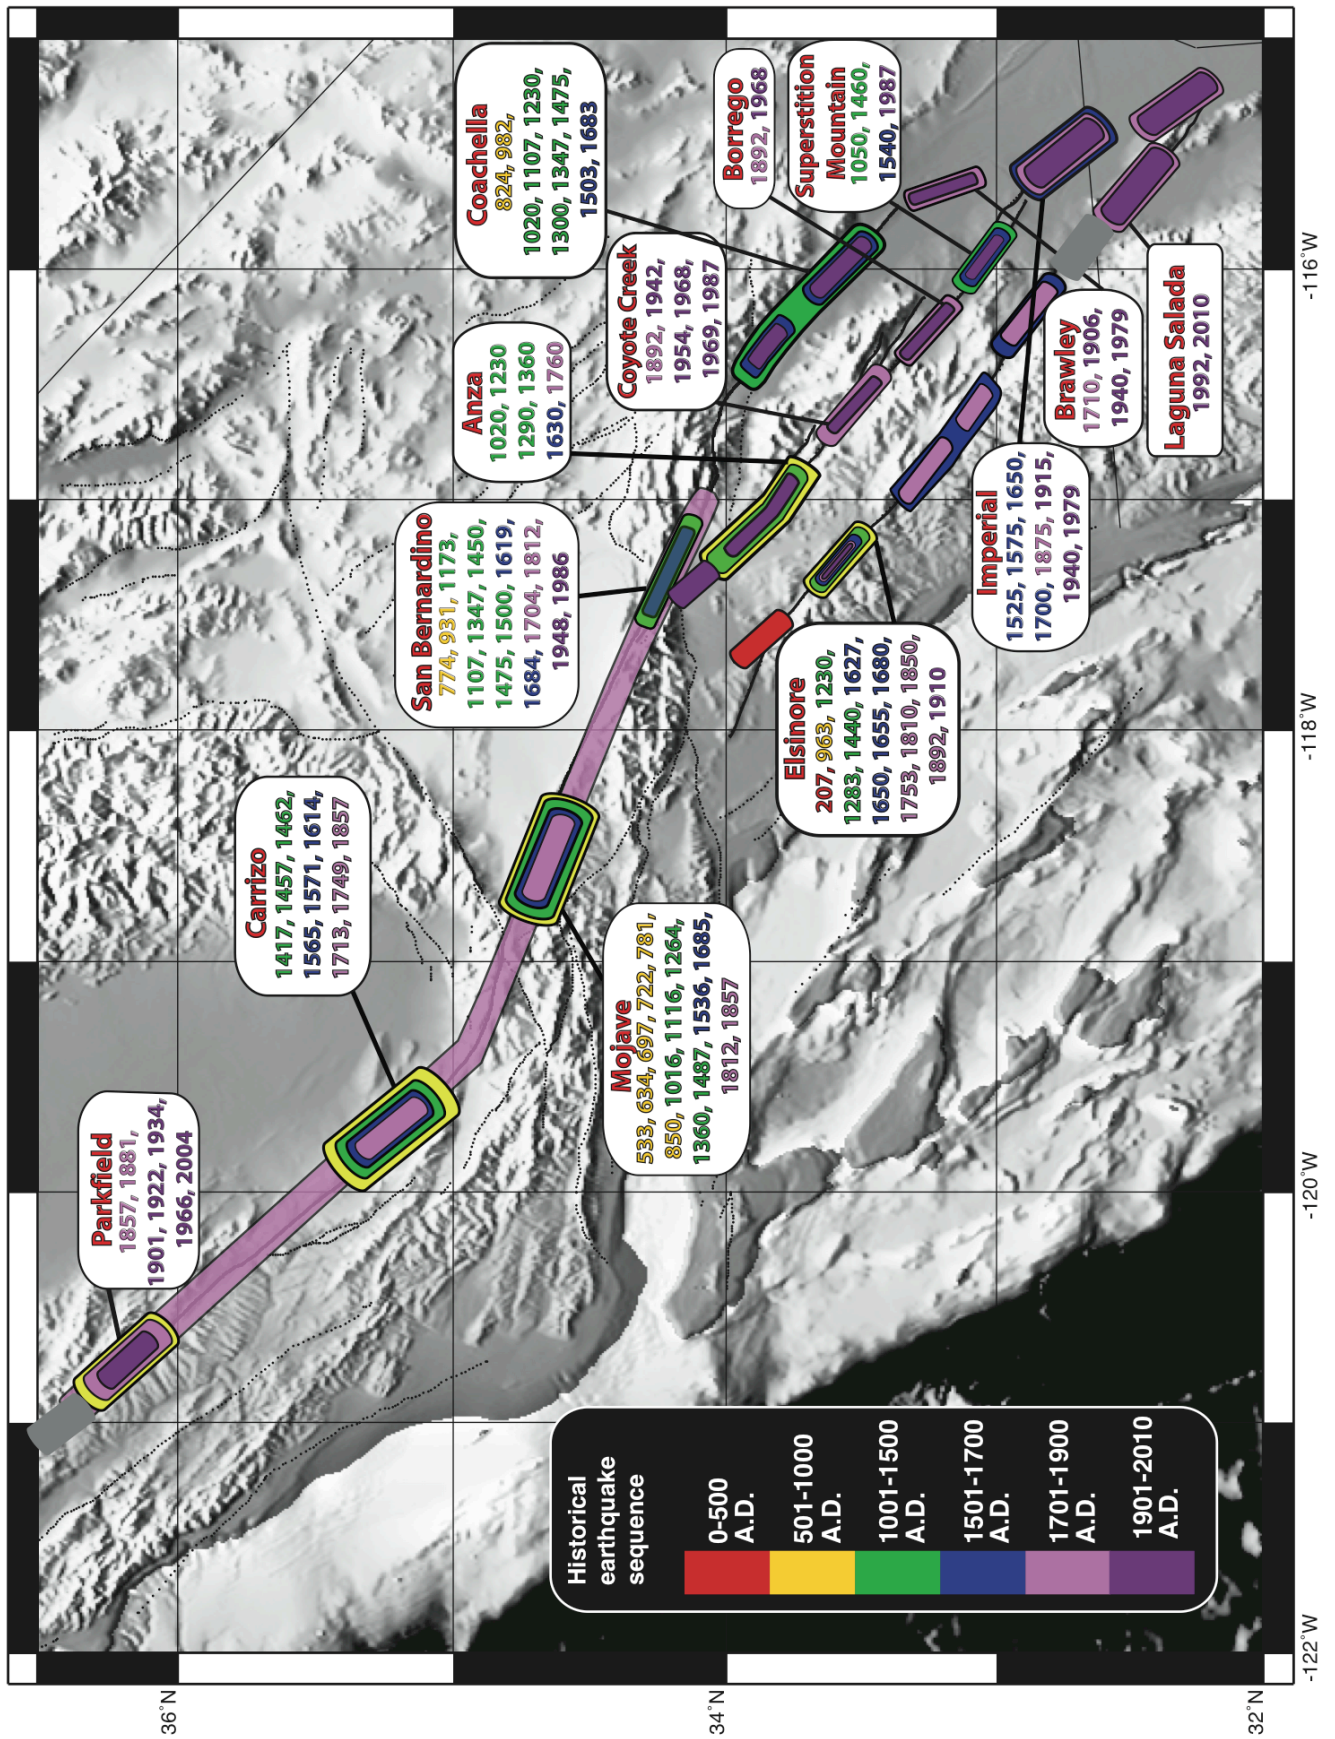 Parkfield
1857, 1881,
1901, 1922, 1934,
1966, 2004
Carrizo
1417, 1457, 1462,
1565, 1571, 1614,
1713, 1749, 1857
San Bernardino
774, 931, 1173,
1107, 1347, 1450,
1475, 1500, 1619,
1684, 1704, 1812,
1948, 1986
Anza
1020, 1230
1290, 1360
1630, 1760
Coachella
824, 982,
1020, 1107, 1230,
1300, 1347, 1475,
1503, 1683
Mojave
533, 634, 697, 722, 781,
850, 1016, 1116, 1264,
1360, 1487, 1536, 1685,
1812, 1857
Coyote Creek
1892, 1942,
1954, 1968,
1969, 1987
Borrego
1892, 1968
Superstition
Mountain
1050, 1460,
1540, 1987
Elsinore
207, 963, 1230,
1283, 1440, 1627,
1650, 1655, 1680,
1753, 1810, 1850,
1892, 1910
Imperial
1525, 1575, 1650,
1700, 1875, 1915,
1940, 1979
Brawley
1710, 1906,
1940, 1979
Laguna Salada
1992, 2010
Historical
earthquake
sequence
0-500
A.D.
501-1000
A.D.
1001-1500
A.D.
1501-1700
A.D.
1701-1900
A.D.
1901-2010
A.D.
36˚N
34˚N
32˚N
-122˚W
-120˚W
-118˚W
-116˚W